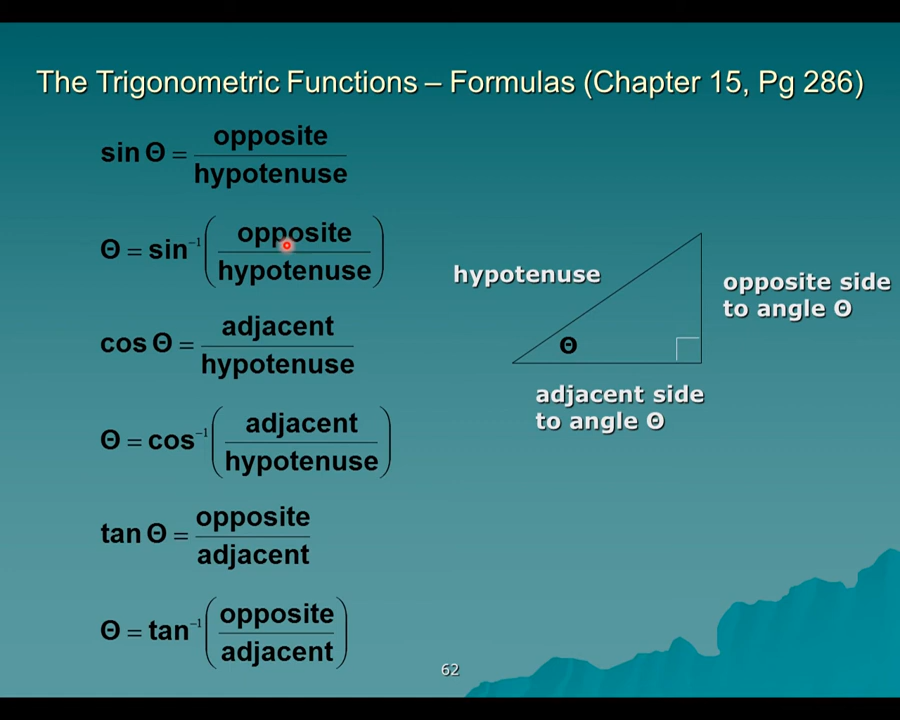 The Trigonometric Functions – Formulas (Chapter 15, Pg 286)
sin Θ = opposite / hypotenuse
Θ = sin⁻¹ ( opposite / hypotenuse )
cos Θ = adjacent / hypotenuse
Θ = cos⁻¹ ( adjacent / hypotenuse )
tan Θ = opposite / adjacent
Θ = tan⁻¹ ( opposite / adjacent )
hypotenuse
opposite side
to angle Θ
Θ
adjacent side
to angle Θ
62